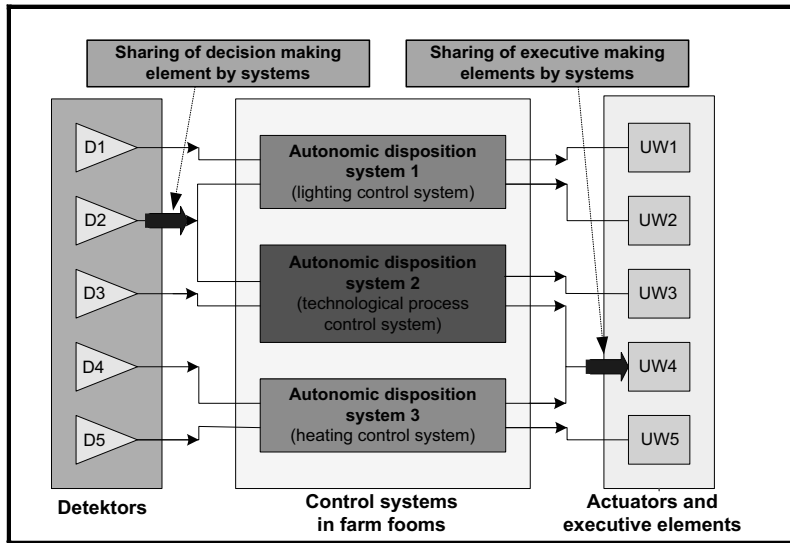 Sharing of decision making
element by systems
Sharing of executive making
elements by systems
D1
D2
D3
D4
D5
Autonomic disposition
system 1
(lighting control system)
Autonomic disposition
system 2
(technological process
control system)
Autonomic disposition
system 3
(heating control system)
UW1
UW2
UW3
UW4
UW5
Detektors
Control systems
in farm fooms
Actuators and
executive elements